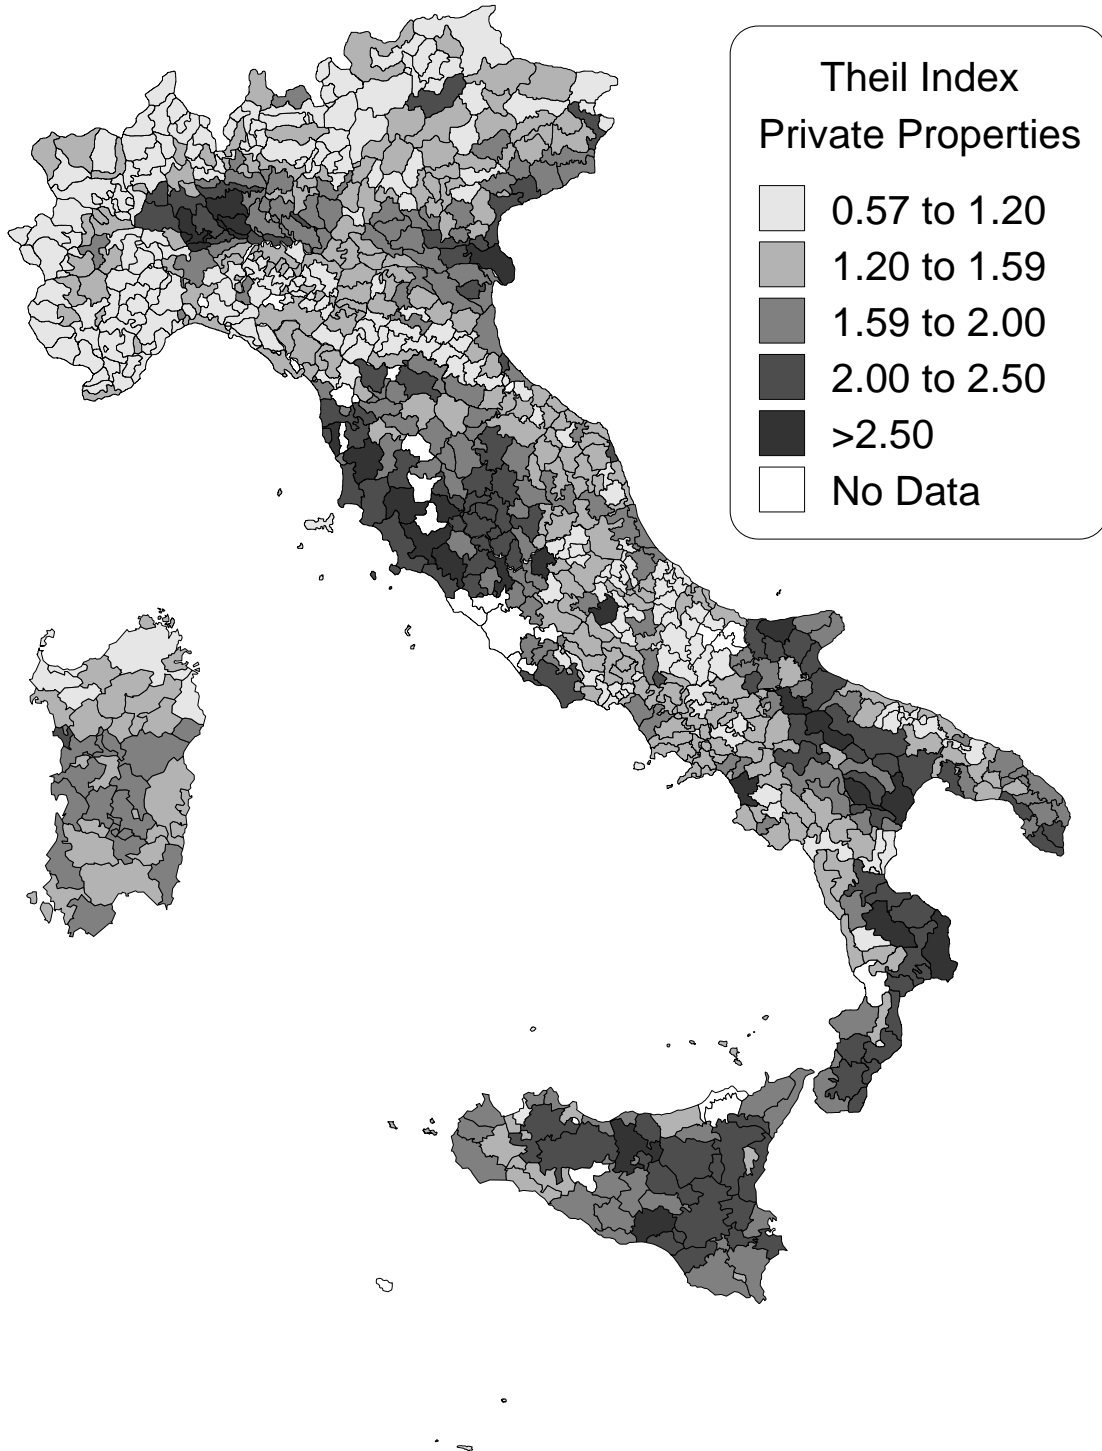 Theil Index
Private Properties
0.57 to 1.20
1.20 to 1.59
1.59 to 2.00
2.00 to 2.50
>2.50
No Data